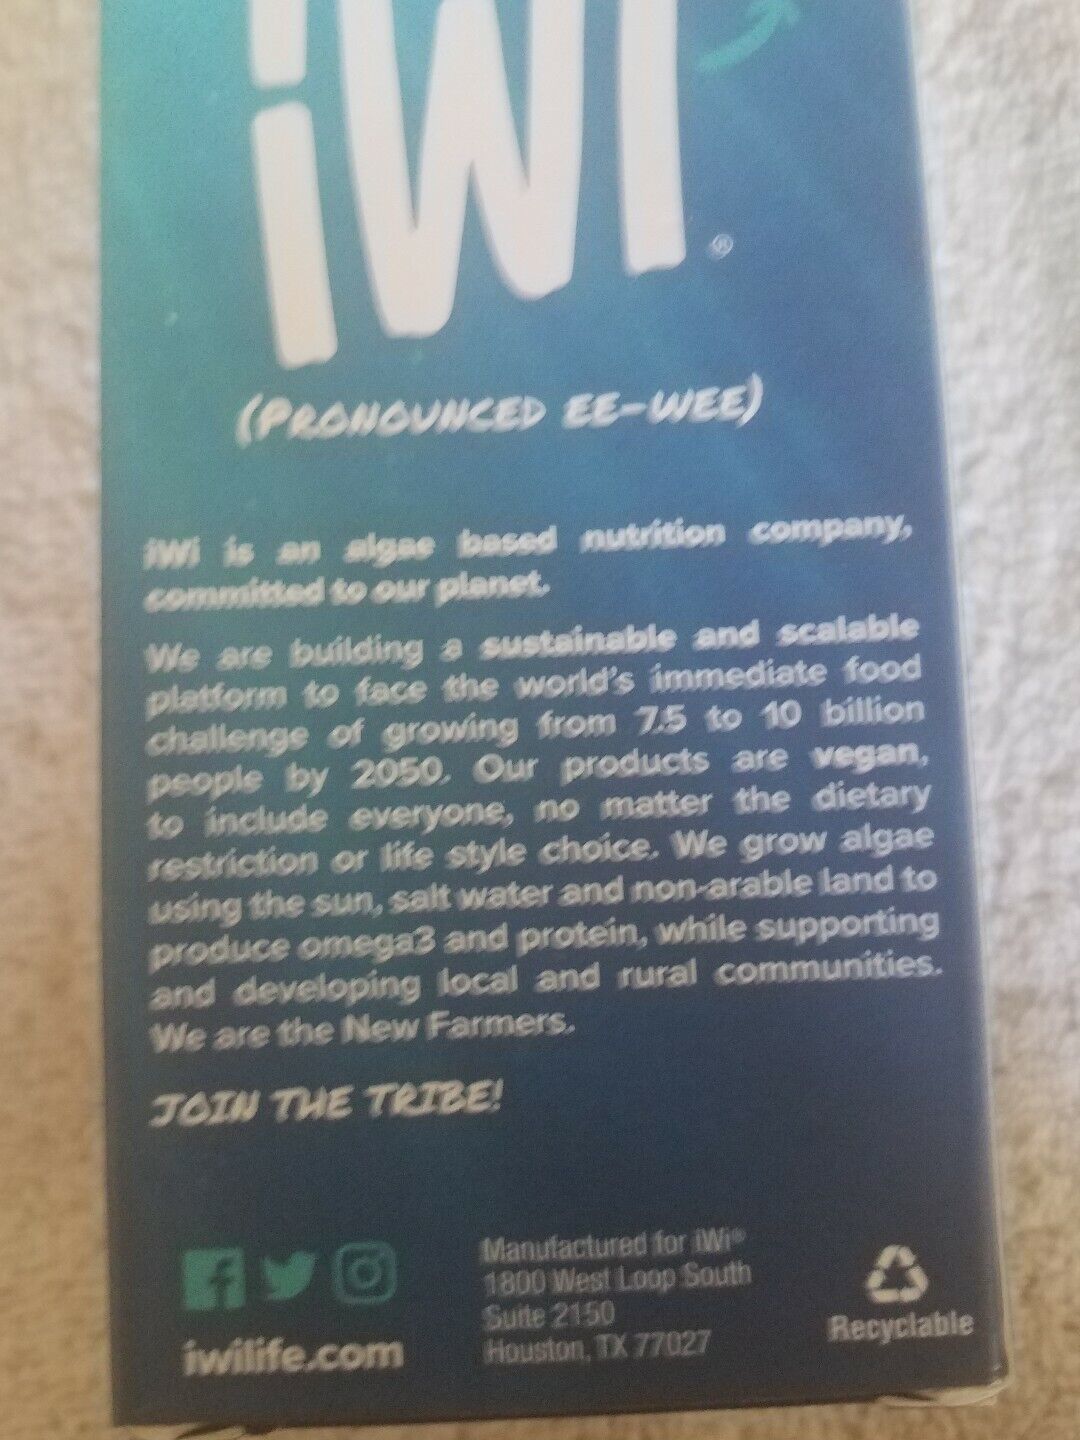 iWi®
(PRONOUNCED EE-WEE)
iWi is an algae based nutrition company,
committed to our planet.
We are building a sustainable and scalable
platform to face the world's immediate food
challenge of growing from 7.5 to 10 billion
people by 2050. Our products are vegan,
to include everyone, no matter the dietary
restriction or life style choice. We grow algae
using the sun, salt water and non-arable land to
produce omega3 and protein, while supporting
and developing local and rural communities.
We are the New Farmers.
JOIN THE TRIBE!
iwilife.com
Manufactured for iWi®
1800 West Loop South
Suite 2150
Houston, TX 77027
Recyclable